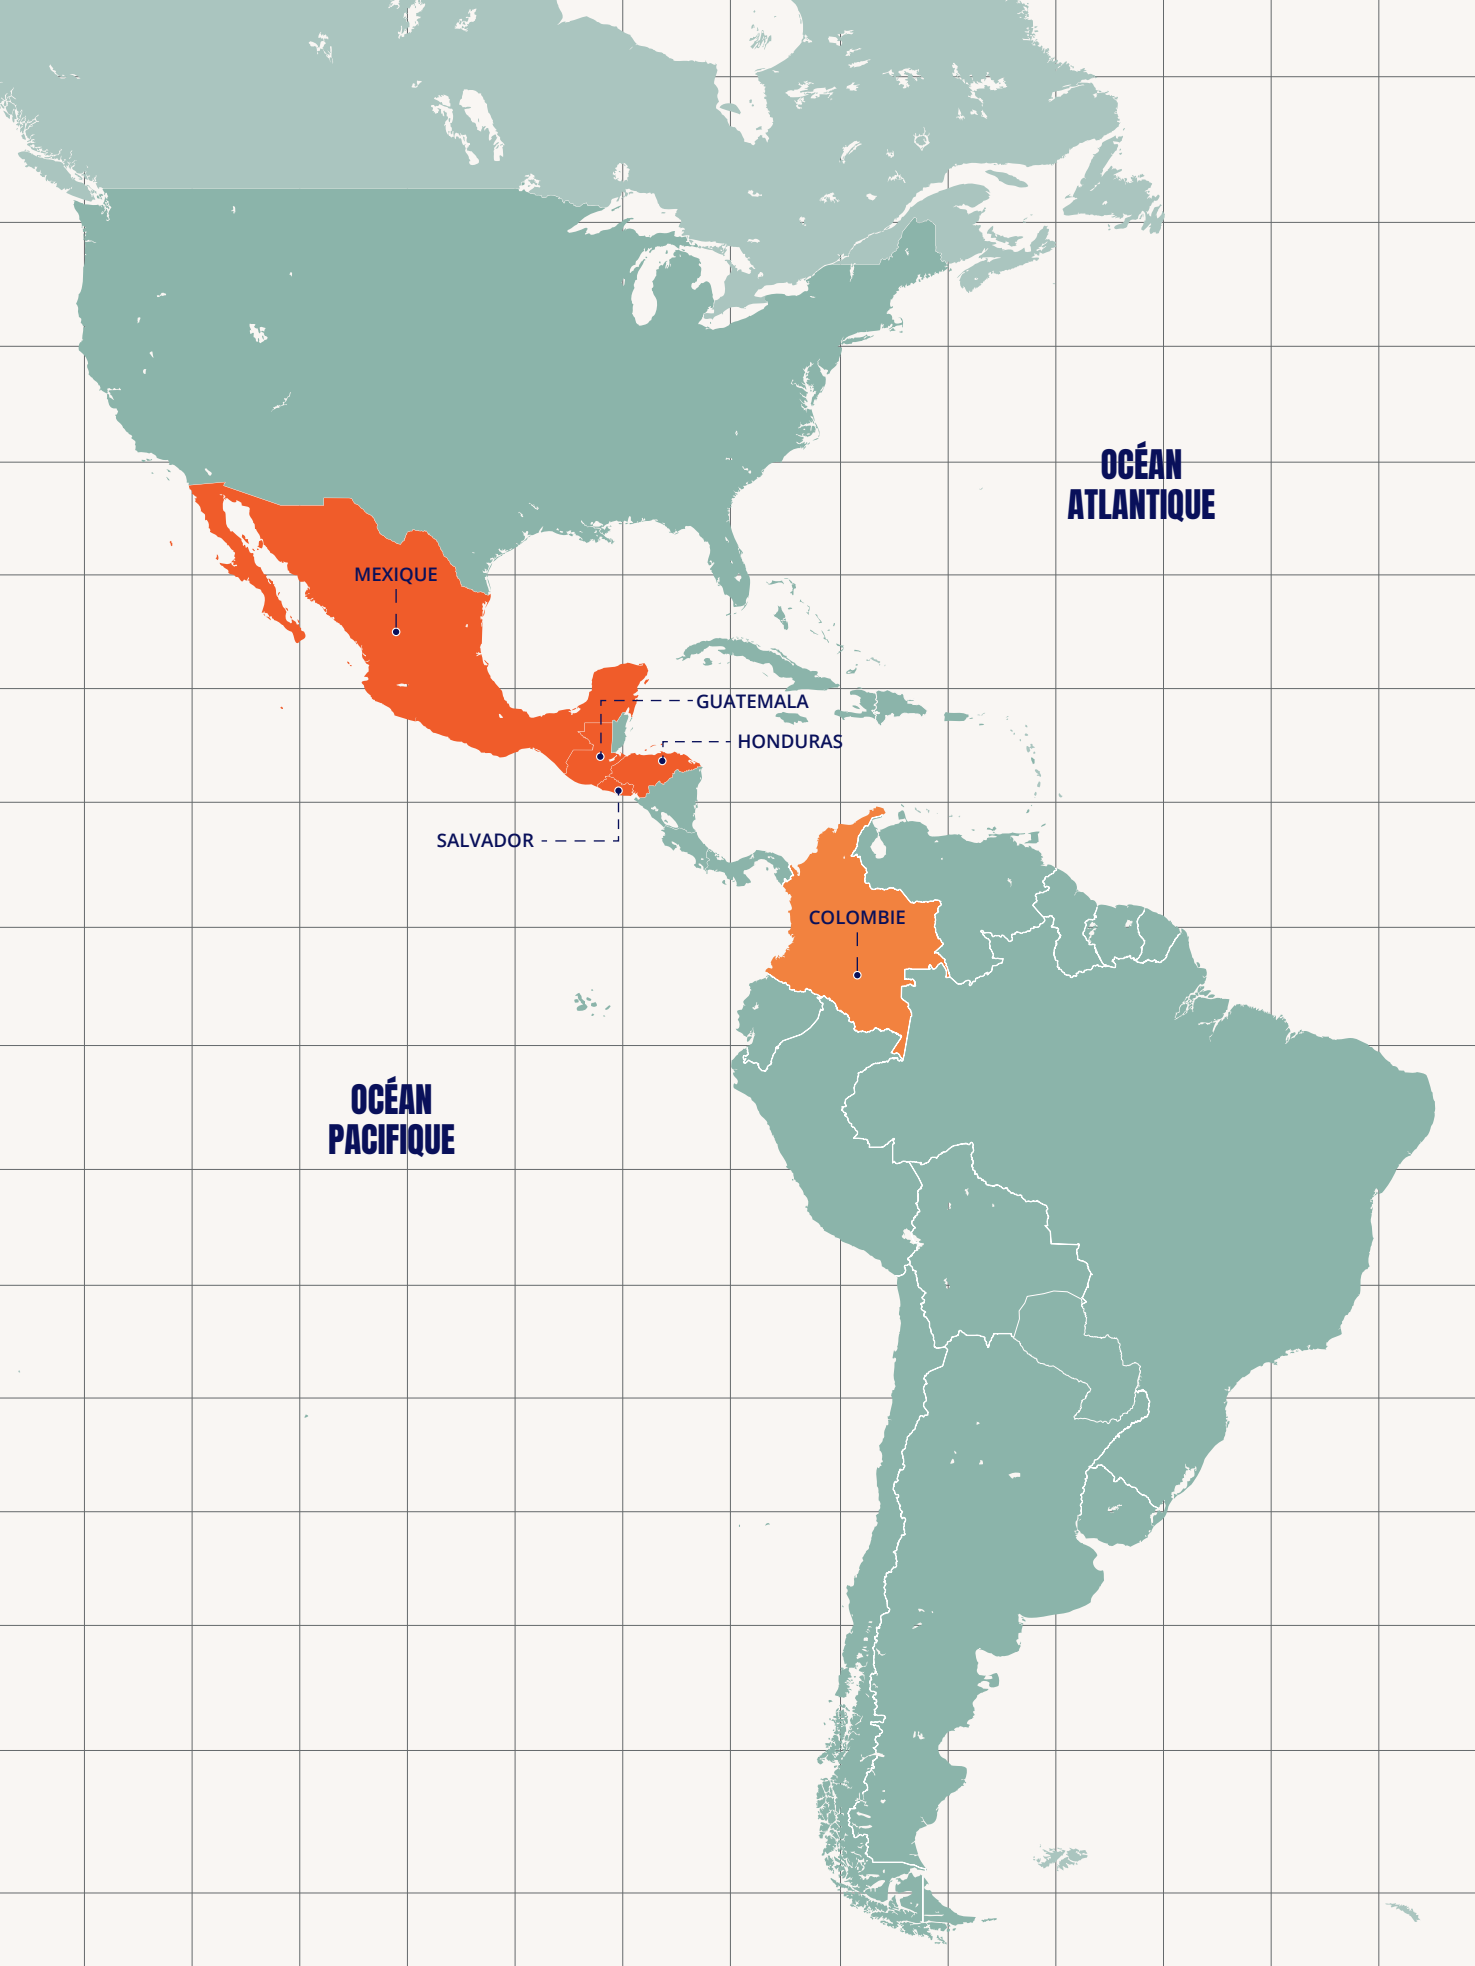 OCÉAN
ATLANTIQUE
MEXIQUE
GUATEMALA
HONDURAS
SALVADOR
COLOMBIE
OCÉAN
PACIFIQUE